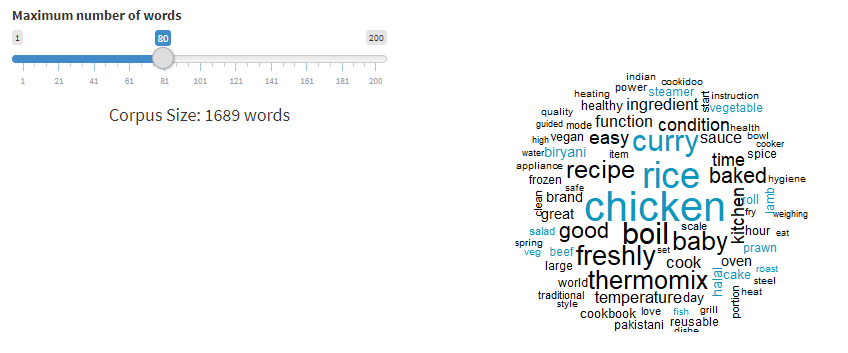 Maximum number of words
1 80 200
1 21 41 61 81 101 121 141 161 181 200
Corpus Size: 1689 words
indian
cookidoo
power
steamer
heating
start
instruction
healthy
ingredient
vegetable
quality
function
condition
health
guided
mode
high
vegan
easy
curry
sauce
bowl
cooker
water
biryani
item
time
spice
appliance
recipe
rice
baked
hygiene
frozen
safe
clean
brand
chicken
kitchen
roll
lamb
great
fry
weighing
salad
good
boil
scale
hour
eat
spring
veg
beef
freshly
set
baby
prawn
large
cook
oven
roast
world
thermomix
halal
cake
steel
traditional
temperature
day
portion
heat
style
cookbook
love
fish
grill
pakistani
reusable
dishe